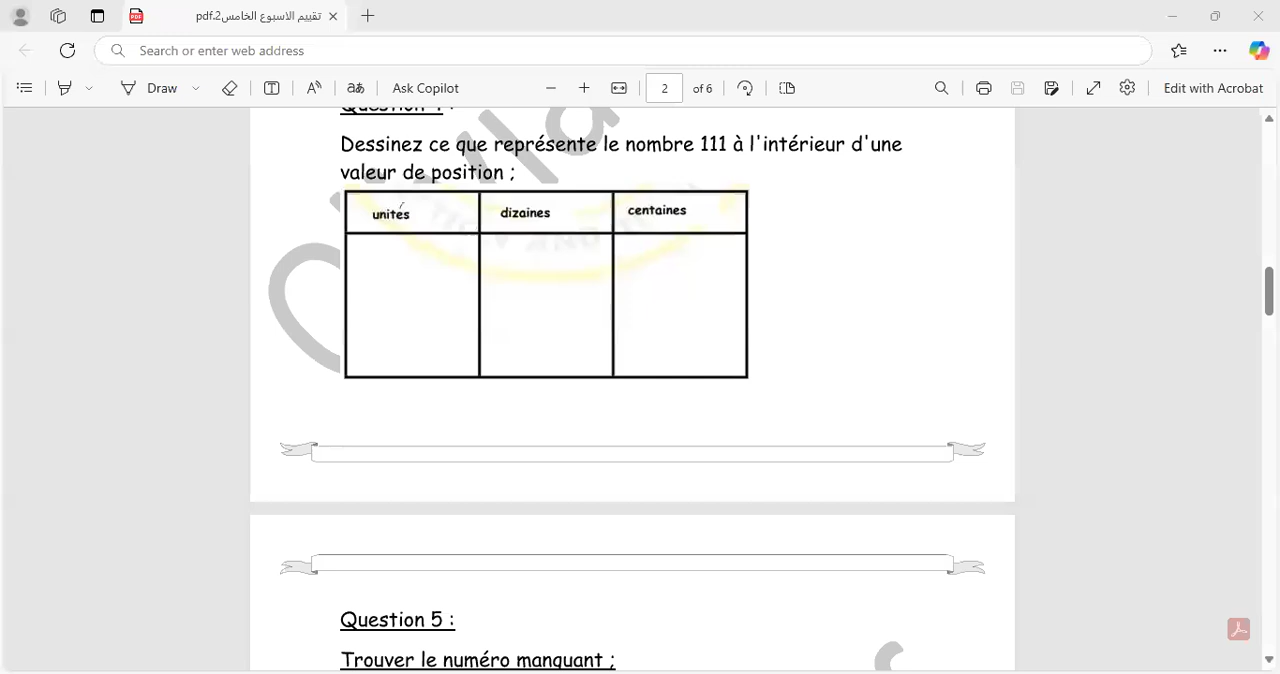 تقييم الاسبوع الخامس2.pdf
Search or enter web address
Draw
Ask Copilot
2 of 6
Edit with Acrobat
Dessinez ce que représente le nombre 111 à l'intérieur d'une
valeur de position ;
unités dizaines centaines
Question 5 :
Trouver le numéro manquant ;